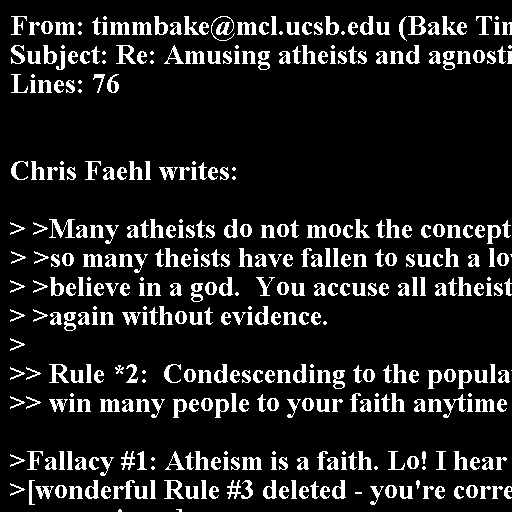 From: timmbake@mcl.ucsb.edu (Bake Tim
Subject: Re: Amusing atheists and agnosti
Lines: 76
Chris Faehl writes:
> >Many atheists do not mock the concept
> >so many theists have fallen to such a lo
> >believe in a god.  You accuse all atheist
> >again without evidence.
>
>> Rule *2:  Condescending to the popula
>> win many people to your faith anytime
>Fallacy #1: Atheism is a faith. Lo! I hear
>[wonderful Rule #3 deleted - you're corre